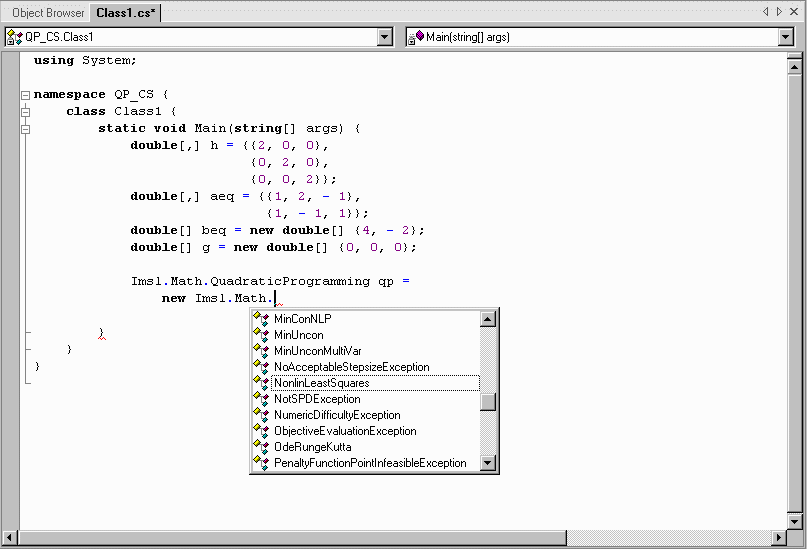 Object Browser Class1.cs*
QP_CS.Class1 Main(string[] args)
using System;
namespace QP_CS {
class Class1 {
static void Main(string[] args) {
double[,] h = {{2, 0, 0},
{0, 2, 0},
{0, 0, 2}};
double[,] aeq = {{1, 2, - 1},
{1, - 1, 1}};
double[] beq = new double[] {4, - 2};
double[] g = new double[] {0, 0, 0};
Imsl.Math.QuadraticProgramming qp =
new Imsl.Math.
MinConNLP
MinUncon
MinUnconMultiVar
NoAcceptableStepsizeException
NonlinLeastSquares
NotSPDException
NumericDifficultyException
ObjectiveEvaluationException
OdeRungeKutta
PenaltyFunctionPointInfeasibleException
}
}
}